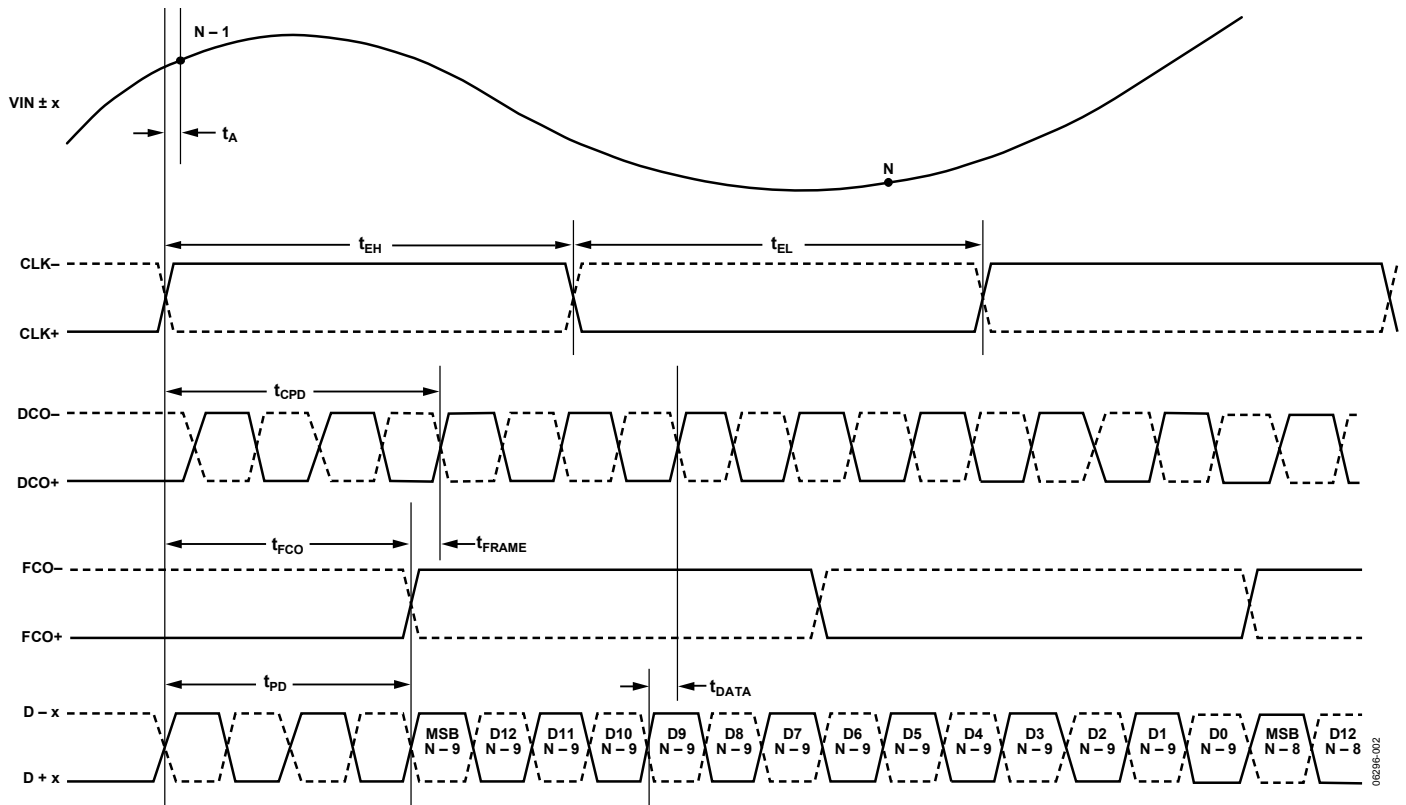 N – 1
VIN ± x
tA
N
tEH
tEL
CLK–
CLK+
tCPD
DCO–
DCO+
tFCO
tFRAME
FCO–
FCO+
tPD
tDATA
D – x
MSB D12 D11 D10 D9 D8 D7 D6 D5 D4 D3 D2 D1 D0 MSB D12
N – 9 N – 9 N – 9 N – 9 N – 9 N – 9 N – 9 N – 9 N – 9 N – 9 N – 9 N – 9 N – 9 N – 9 N – 8 N – 8
D + x
06296-002